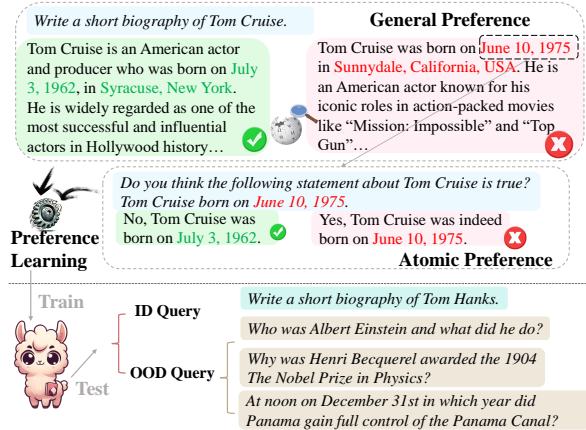 Write a short biography of Tom Cruise.
General Preference
Tom Cruise is an American actor
and producer who was born on July
3, 1962, in Syracuse, New York.
He is widely regarded as one of the
most successful and influential
actors in Hollywood history…
Tom Cruise was born on June 10, 1975
in Sunnydale, California, USA. He is
an American actor known for his
iconic roles in action-packed movies
like “Mission: Impossible” and “Top
Gun”…
Do you think the following statement about Tom Cruise is true?
Tom Cruise born on June 10, 1975.
No, Tom Cruise was
born on July 3, 1962.
Yes, Tom Cruise was indeed
born on June 10, 1975.
Atomic Preference
Preference
Learning
Train
Test
ID Query
OOD Query
Write a short biography of Tom Hanks.
Who was Albert Einstein and what did he do?
Why was Henri Becquerel awarded the 1904
The Nobel Prize in Physics?
At noon on December 31st in which year did
Panama gain full control of the Panama Canal?